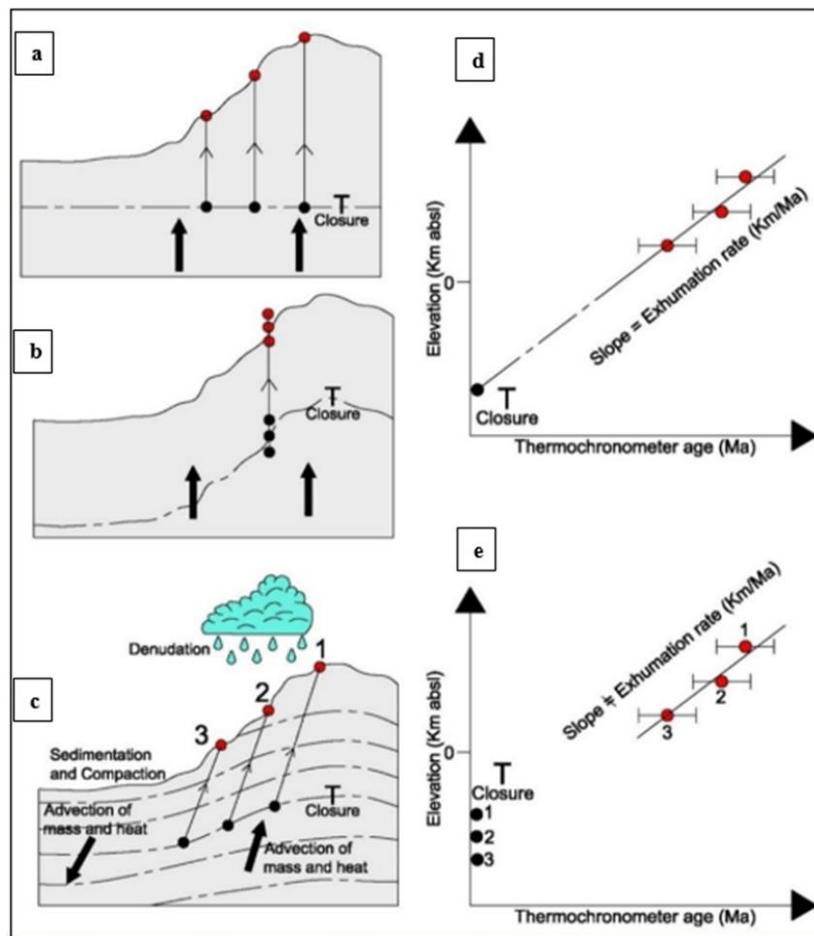 a
T
Closure
b
T
Closure
Denudation
c
1
2
3
Sedimentation
and Compaction
T
Closure
Advection of
mass and heat
Advection of
mass and heat
d
Elevation (Km absl)
0
Slope = Exhumation rate (Km/Ma)
T
Closure
Thermochronometer age (Ma)
e
Elevation (Km absl)
0
Slope ≠ Exhumation rate (Km/Ma)
1
2
3
T
Closure
1
2
3
Thermochronometer age (Ma)